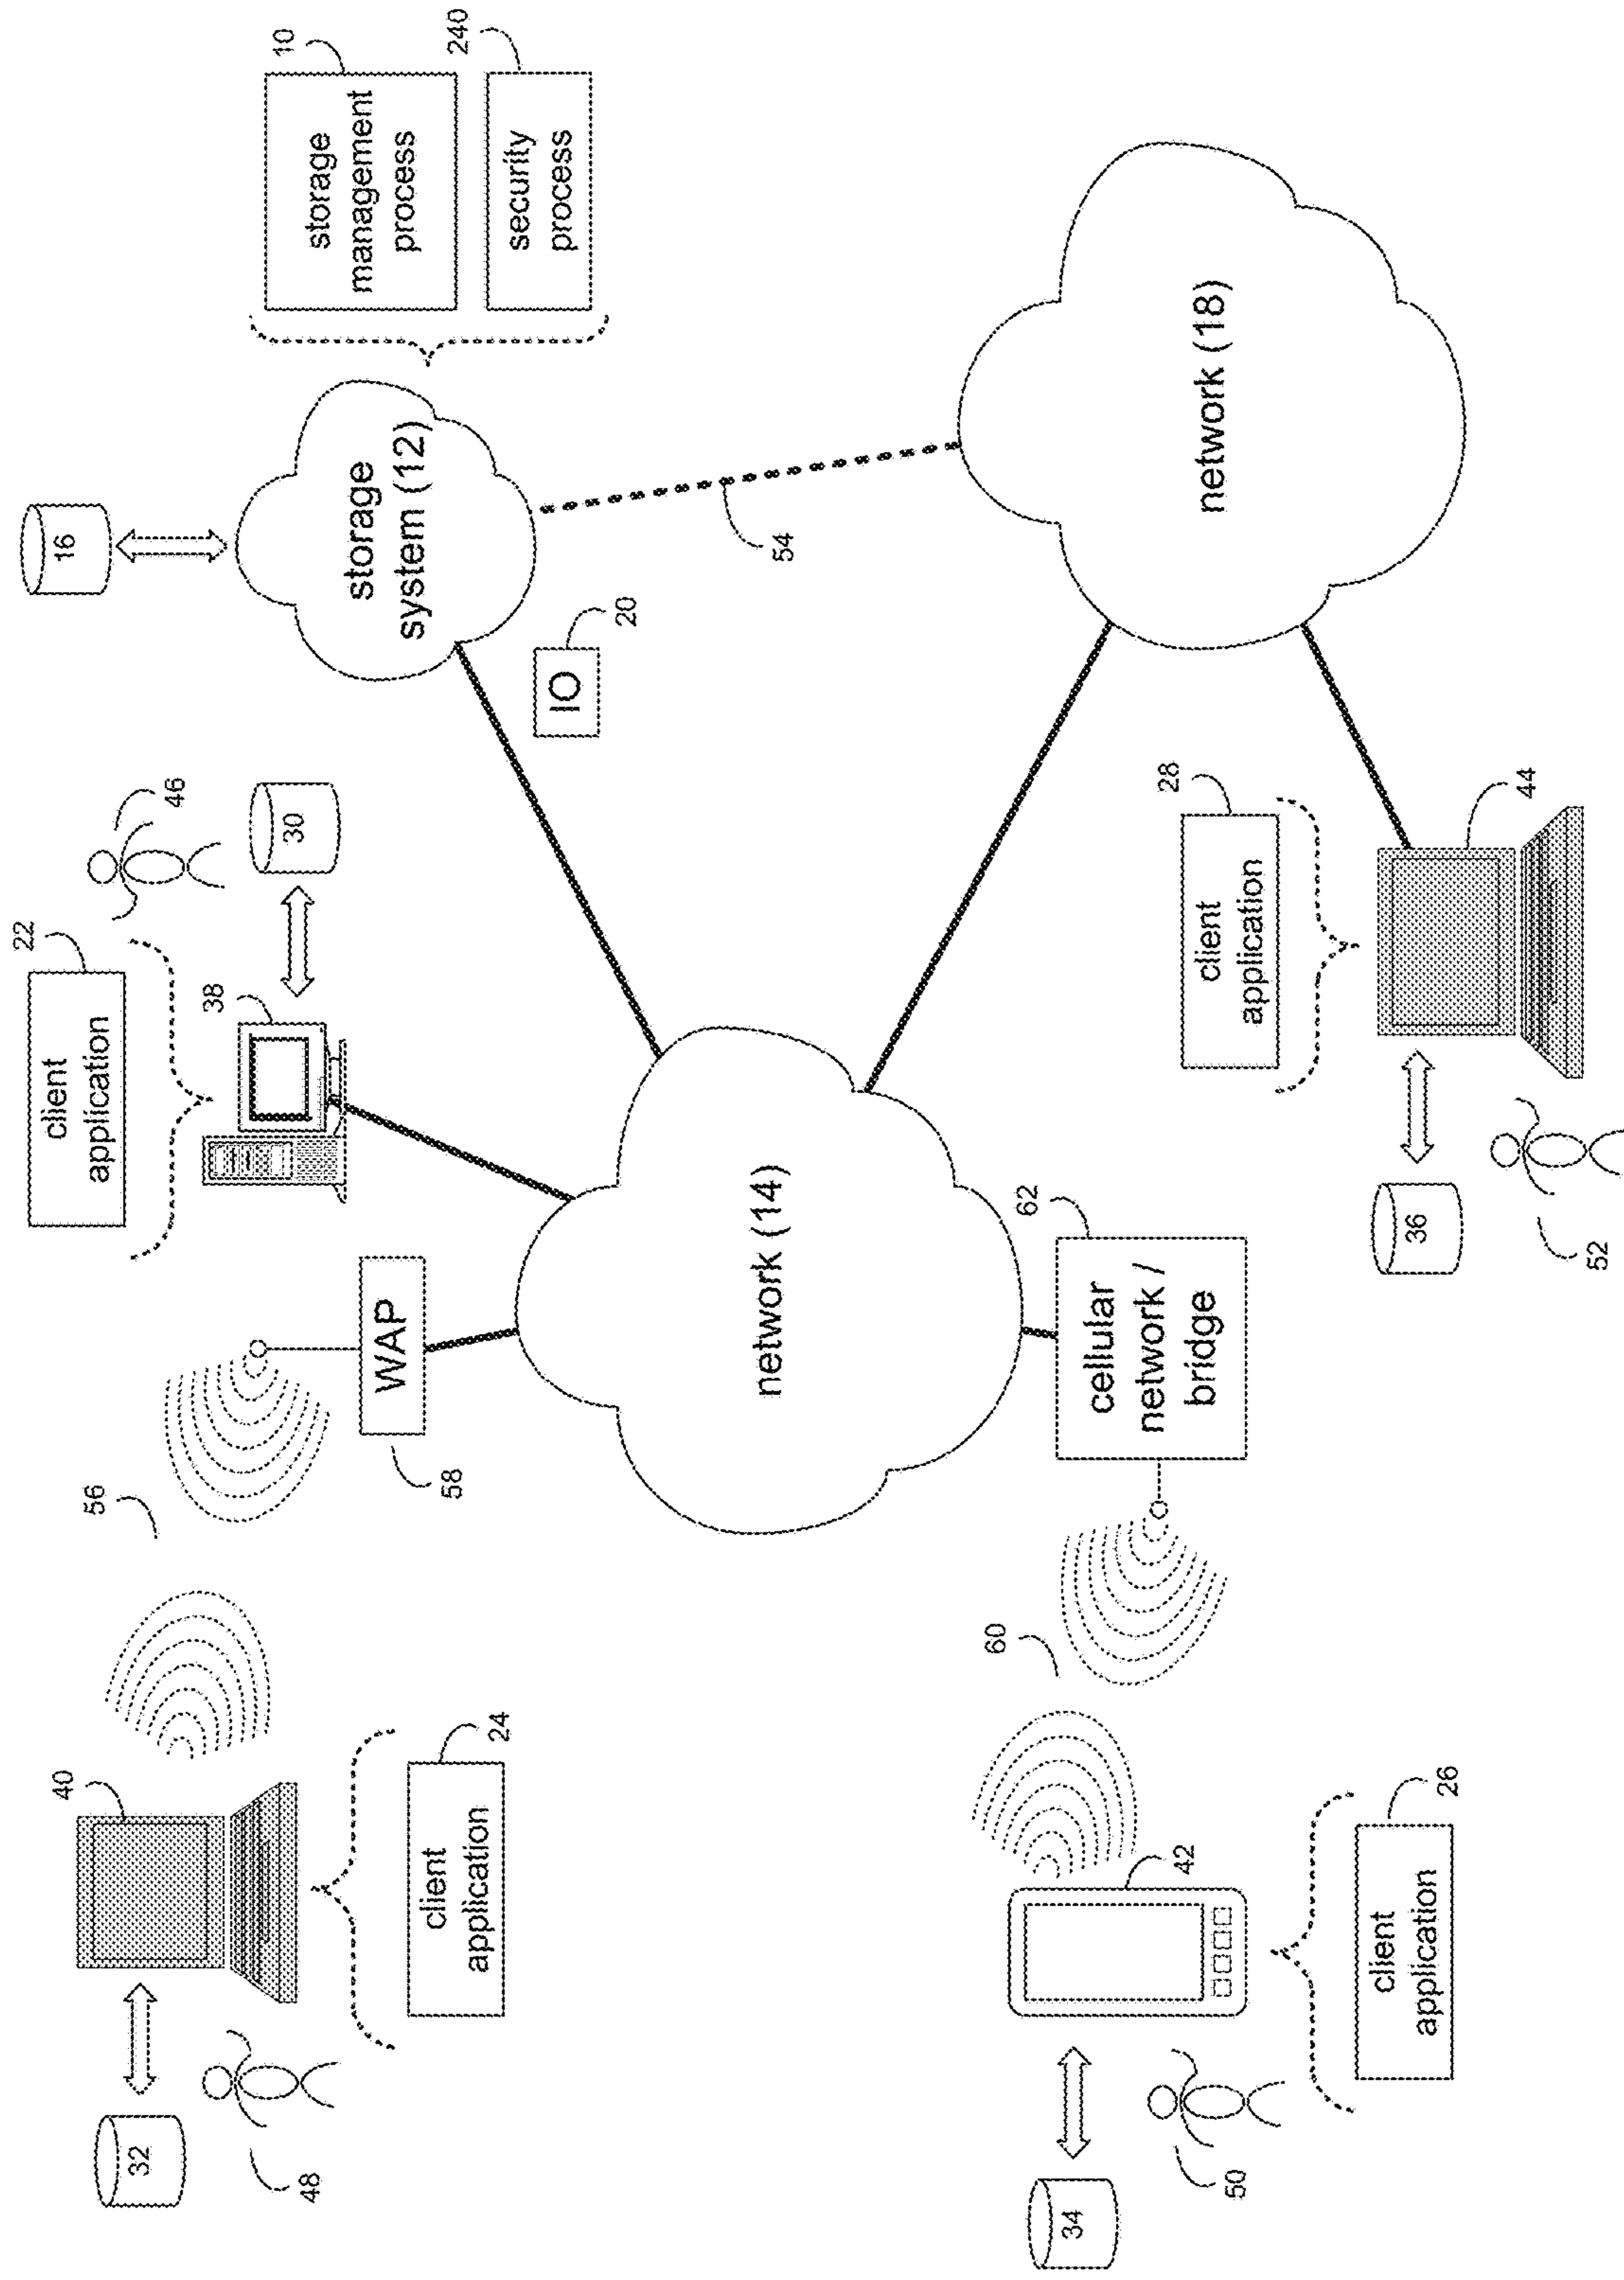 32
48
40
client
application
24
56
WAP
58
client
application
22
38
46
30
16
storage
system (12)
IO
20
storage
management
process
10
security
process
240
54
network (14)
network (18)
34
50
42
client
application
26
60
cellular
network /
bridge
62
36
52
client
application
28
44